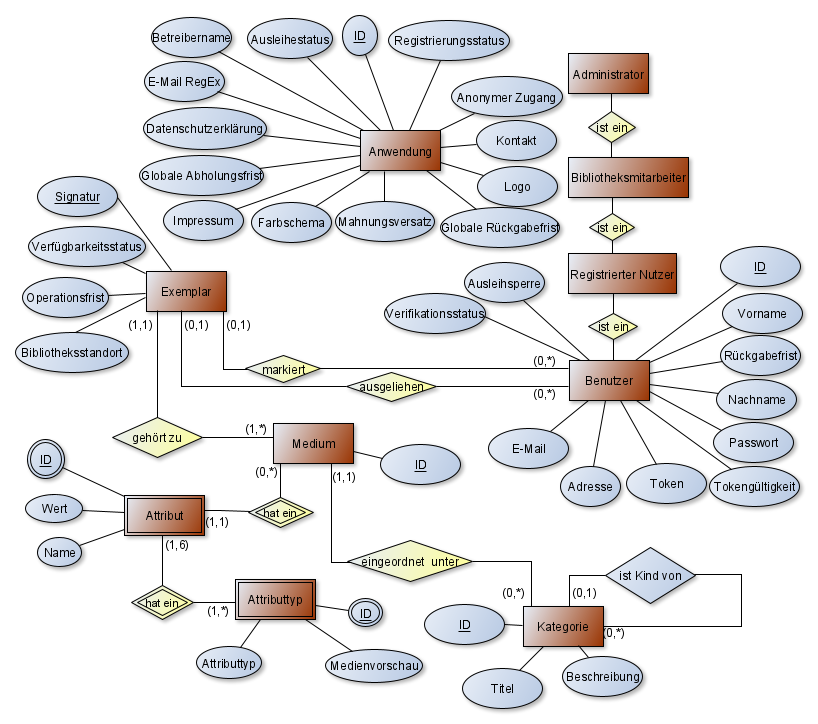 Betreibername
Ausleihestatus
ID
Registrierungsstatus
E-Mail RegEx
Anonymer Zugang
Administrator
Datenschutzerklärung
Anwendung
Kontakt
ist ein
Globale Abholungsfrist
Logo
Bibliotheksmitarbeiter
Signatur
Impressum
Farbschema
Mahnungsversatz
Globale Rückgabefrist
ist ein
Verfügbarkeitsstatus
Exemplar
Ausleihsperre
Registrierter Nutzer
ID
Operationsfrist
Verifikationsstatus
Vorname
(1,1)
(0,1)
(0,1)
ist ein
Bibliotheksstandort
Rückgabefrist
markiert
(0,*)
Benutzer
ausgeliehen
(0,*)
Nachname
gehört zu
(1,*)
Medium
E-Mail
Passwort
ID
(0,*)
(1,1)
ID
Adresse
Token
Tokengültigkeit
Wert
Attribut
(1,1)
hat ein
Name
(1,6)
eingeordnet unter
ist Kind von
hat ein
(1,*)
Attributtyp
ID
(0,*)
(0,1)
ID
Kategorie
(0,*)
Attributtyp
Medienvorschau
Titel
Beschreibung